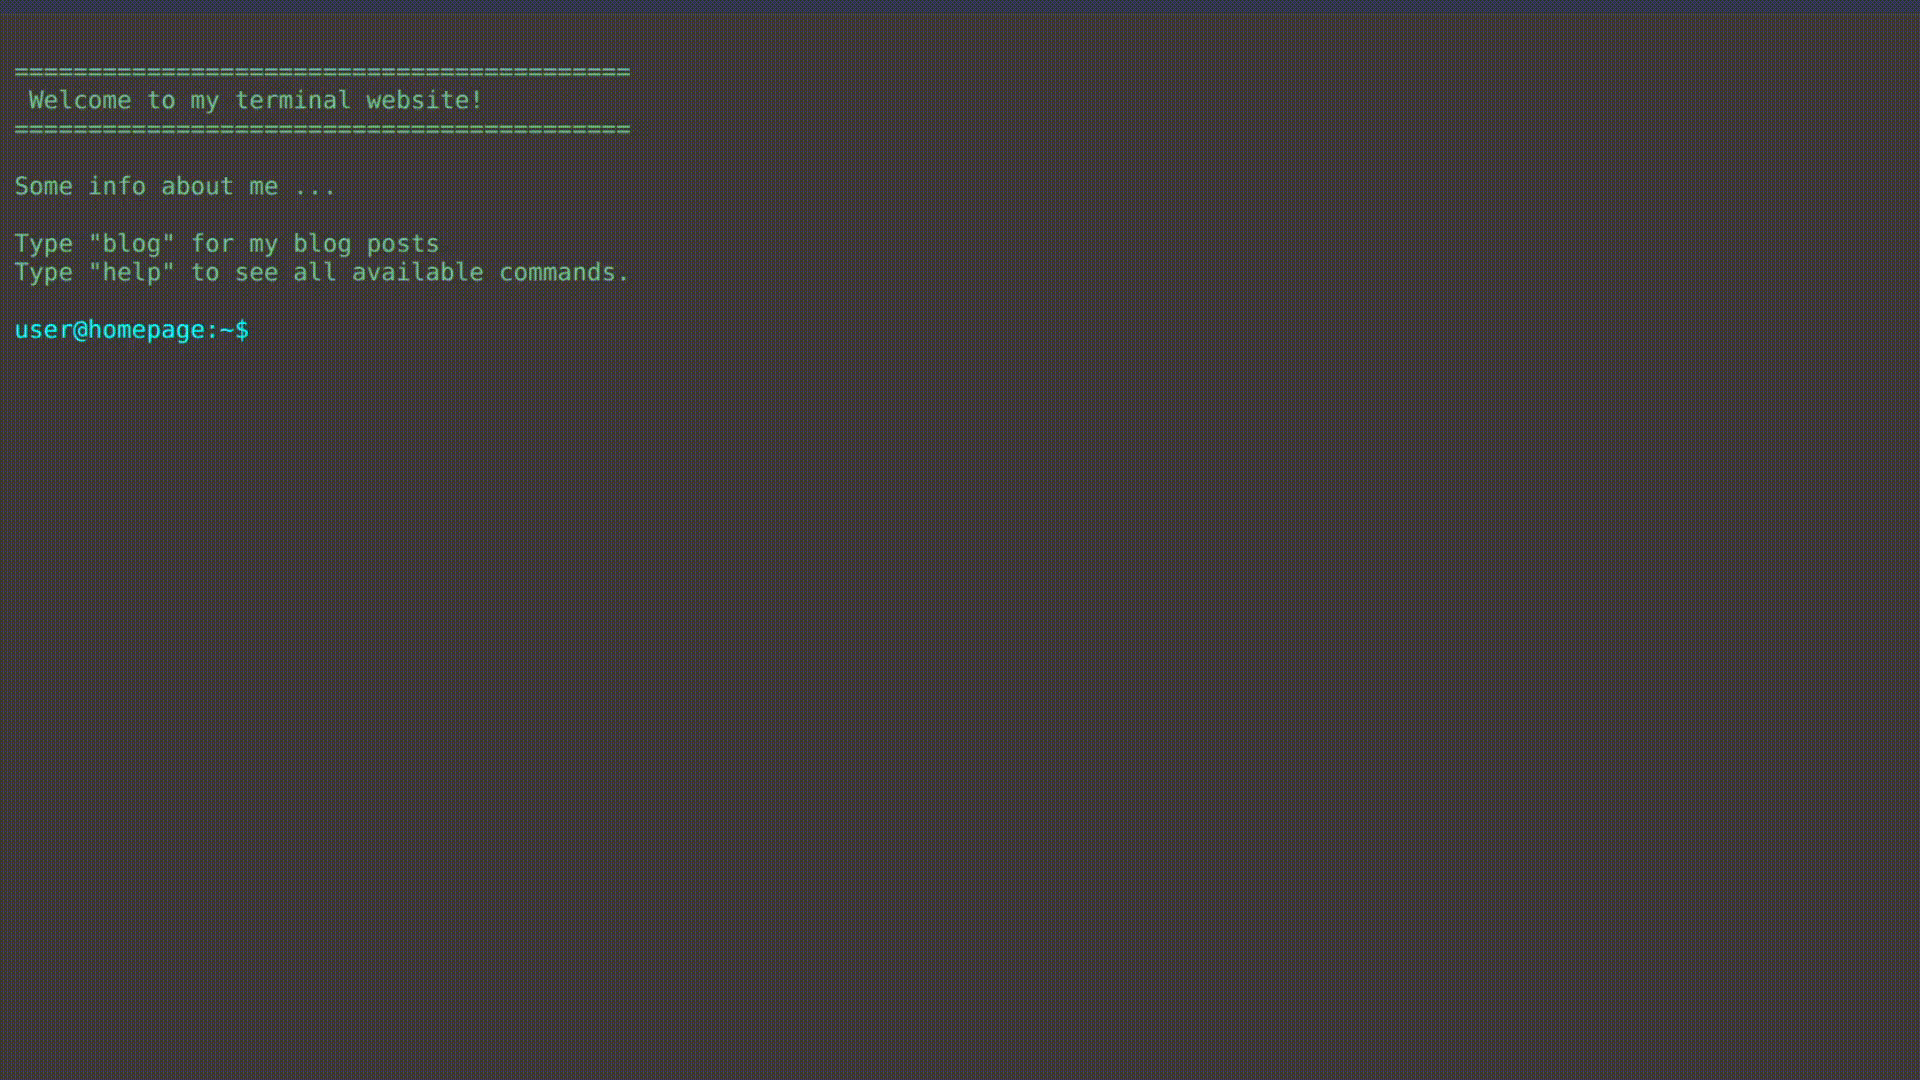 ==========================================
 Welcome to my terminal website!
==========================================
Some info about me ...
Type "blog" for my blog posts
Type "help" to see all available commands.
user@homepage:~$